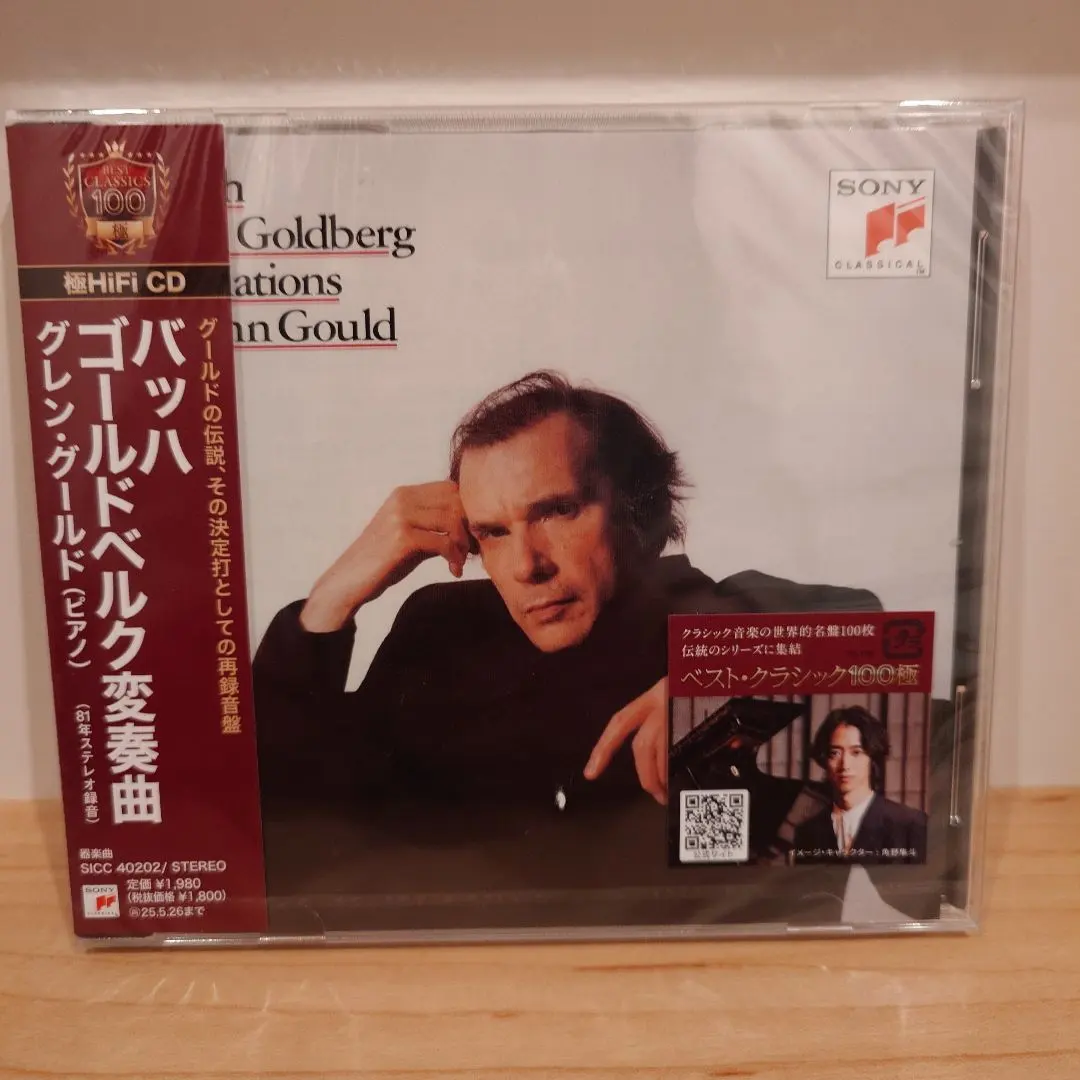 BEST
CLASSICS
100
極
極HiFi CD
グールドの伝説、その決定打としての再録音盤
バッハ
ゴールドベルク変奏曲
グレン・グールド(ピアノ)
(81年ステレオ録音)
器楽曲
SICC 40202/ STEREO
定価 ¥1,980
(税抜価格 ¥1,800)
25.5.26まで
SONY
CLASSICAL
Goldberg
ations
nn Gould
SONY
CLASSICAL
クラシック音楽の世界的名盤100枚
伝統のシリーズに集結
ベスト・クラシック100極
公式サイト
イメージ・キャラクター:角野隼斗